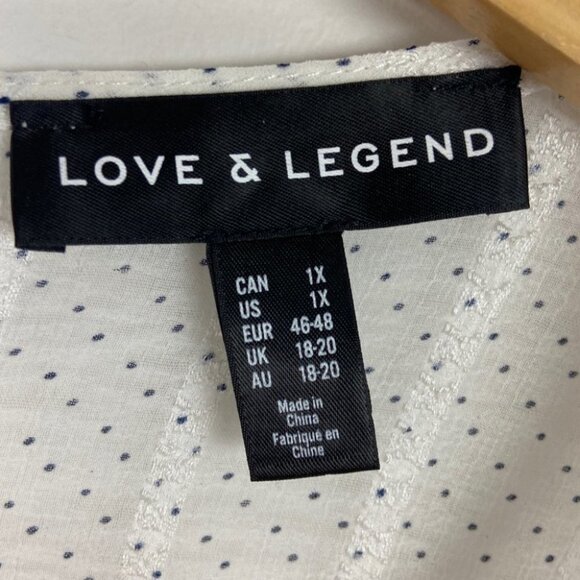 LOVE & LEGEND
CAN 1X
US 1X
EUR 46-48
UK 18-20
AU 18-20
Made in
China
Fabriqué en
Chine